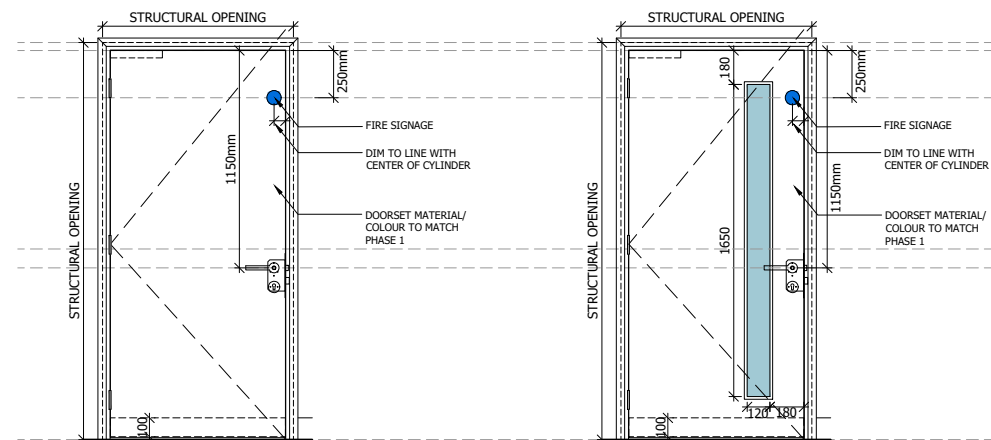 STRUCTURAL OPENING
250mm
FIRE SIGNAGE
DIM TO LINE WITH
CENTER OF CYLINDER
1150mm
DOORSET MATERIAL/
COLOUR TO MATCH
PHASE 1
STRUCTURAL OPENING
100
STRUCTURAL OPENING
180
250mm
FIRE SIGNAGE
DIM TO LINE WITH
CENTER OF CYLINDER
1150mm
DOORSET MATERIAL/
COLOUR TO MATCH
PHASE 1
STRUCTURAL OPENING
1650
120 180
100